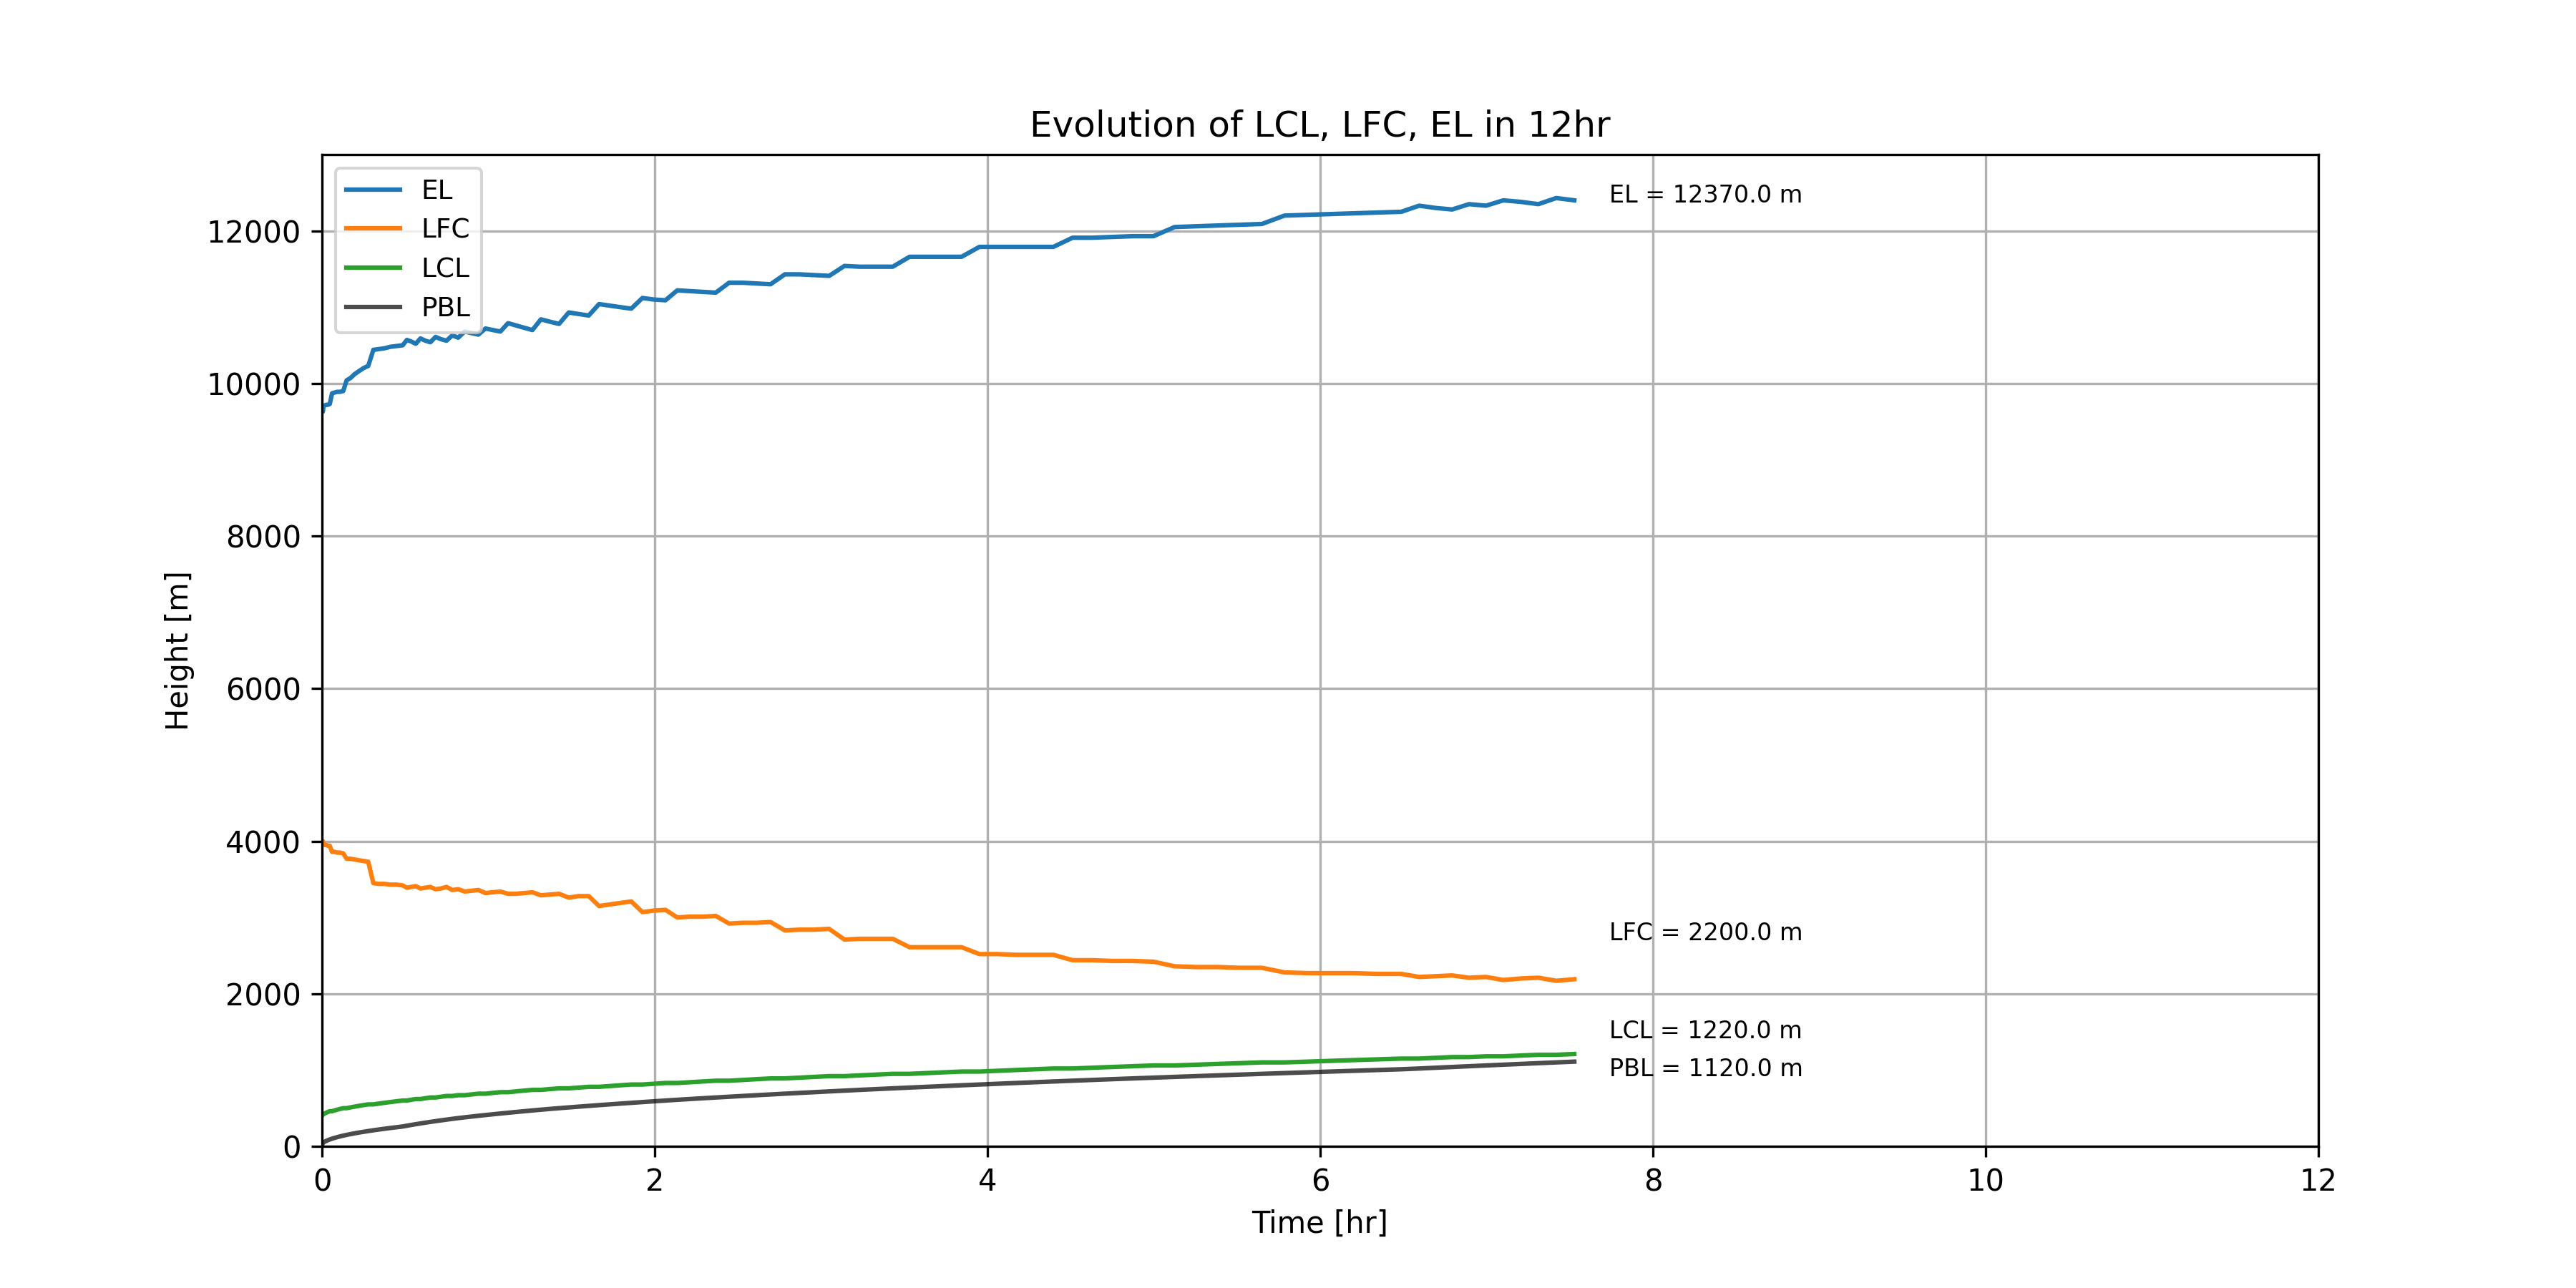 Evolution of LCL, LFC, EL in 12hr
EL
LFC
LCL
PBL
EL = 12370.0 m
LFC = 2200.0 m
LCL = 1220.0 m
PBL = 1120.0 m
Height [m]
12000
10000
8000
6000
4000
2000
0
0 2 4 6 8 10 12
Time [hr]